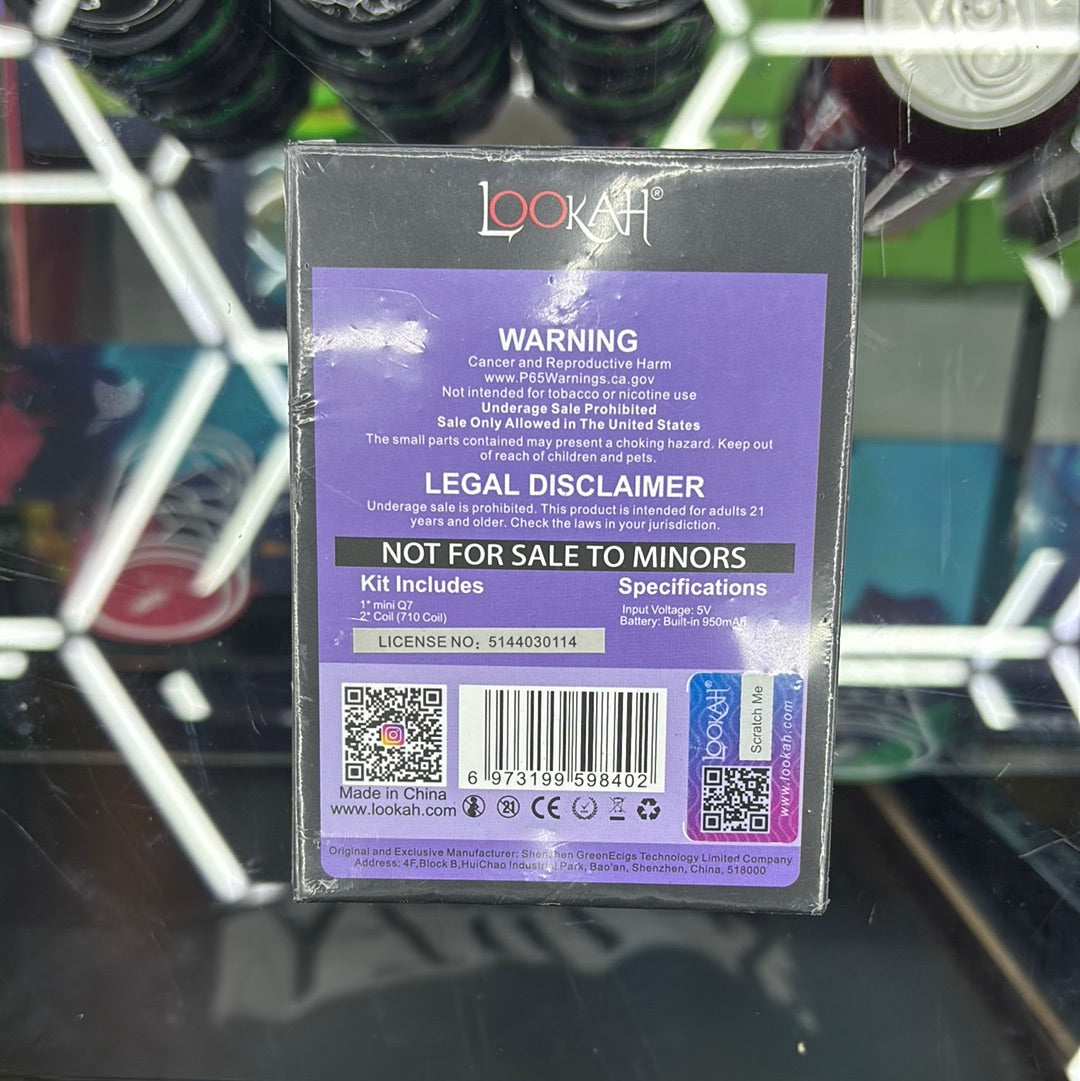 LOOKAH®
WARNING
Cancer and Reproductive Harm
www.P65Warnings.ca.gov
Not intended for tobacco or nicotine use
Underage Sale Prohibited
Sale Only Allowed in The United States
The small parts contained may present a choking hazard. Keep out
of reach of children and pets.
LEGAL DISCLAIMER
Underage sale is prohibited. This product is intended for adults 21
years and older. Check the laws in your jurisdiction.
NOT FOR SALE TO MINORS
Kit Includes
1* mini Q7
2* Coil (710 Coil)
LICENSE NO: 5144030114
Specifications
Input Voltage: 5V
Battery: Built-in 950mAh
6 973199 598402
Made in China
www.lookah.com
21
CE
LOOKAH®
Scratch Me
www.lookah.com
Original and Exclusive Manufacturer: Shenzhen GreenEcigs Technology Limited Company
Address: 4F,Block B,HuiChao Industrial Park, Bao'an, Shenzhen, China, 518000